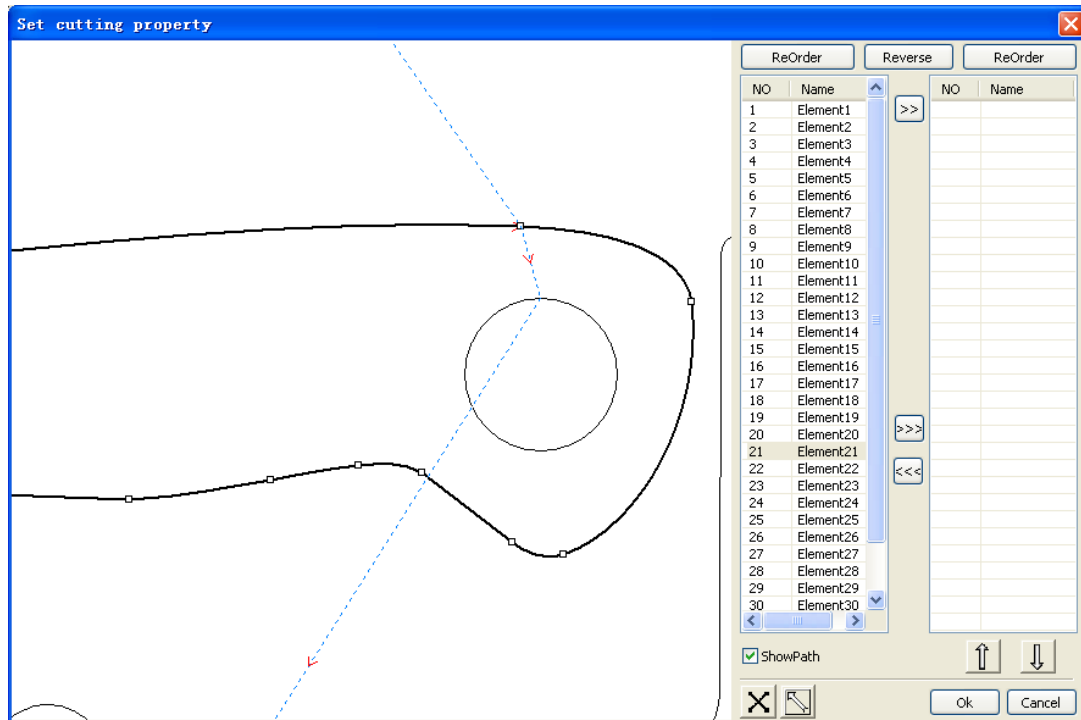 Set cutting property
ReOrder Reverse ReOrder
NO Name NO Name
>>
1 Element1
2 Element2
3 Element3
4 Element4
5 Element5
6 Element6
7 Element7
8 Element8
9 Element9
10 Element10
11 Element11
12 Element12
13 Element13
14 Element14
15 Element15
16 Element16
17 Element17
18 Element18
19 Element19
20 Element20
>>>
21 Element21
<<<
22 Element22
23 Element23
24 Element24
25 Element25
26 Element26
27 Element27
28 Element28
29 Element29
30 Element30
ShowPath
Ok Cancel